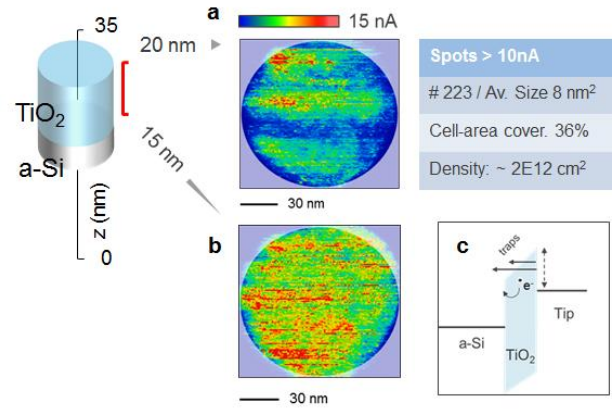 a
15 nA
35
20 nm
TiO2
a-Si
15 nm
z (nm)
0
30 nm
Spots > 10nA
# 223 / Av. Size 8 nm²
Cell-area cover. 36%
Density: ~ 2E12 cm²
b
30 nm
c
traps
e-
Tip
a-Si
TiO2